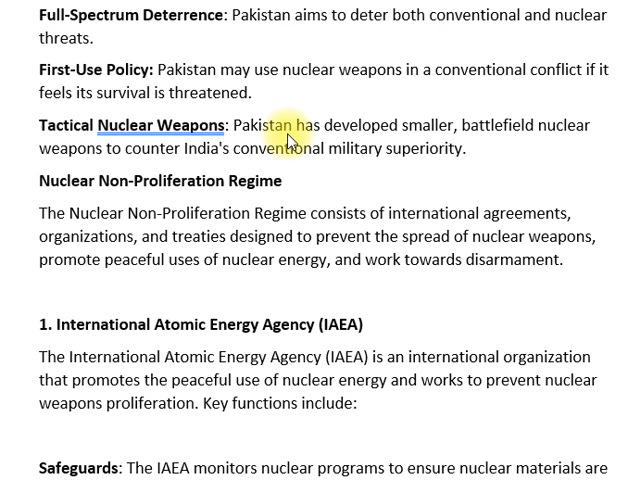 Full-Spectrum Deterrence: Pakistan aims to deter both conventional and nuclear
threats.
First-Use Policy: Pakistan may use nuclear weapons in a conventional conflict if it
feels its survival is threatened.
Tactical Nuclear Weapons: Pakistan has developed smaller, battlefield nuclear
weapons to counter India's conventional military superiority.
Nuclear Non-Proliferation Regime
The Nuclear Non-Proliferation Regime consists of international agreements,
organizations, and treaties designed to prevent the spread of nuclear weapons,
promote peaceful uses of nuclear energy, and work towards disarmament.
1. International Atomic Energy Agency (IAEA)
The International Atomic Energy Agency (IAEA) is an international organization
that promotes the peaceful use of nuclear energy and works to prevent nuclear
weapons proliferation. Key functions include:
Safeguards: The IAEA monitors nuclear programs to ensure nuclear materials are